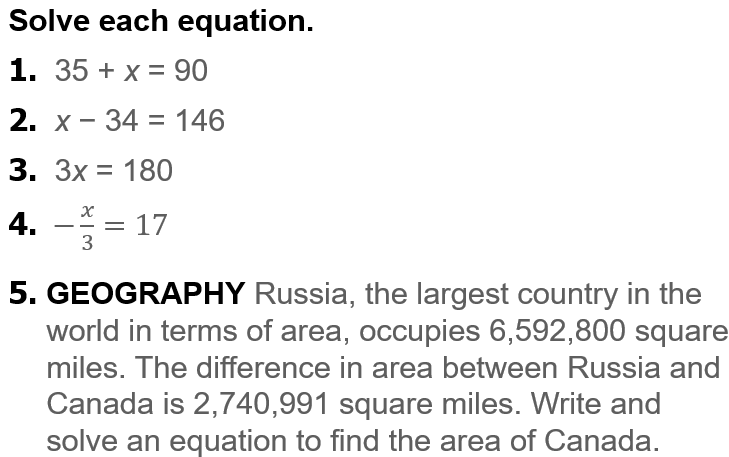 Solve each equation.
1. 35 + x = 90
2. x − 34 = 146
3. 3x = 180
4. −x/3 = 17
5. GEOGRAPHY Russia, the largest country in the
world in terms of area, occupies 6,592,800 square
miles. The difference in area between Russia and
Canada is 2,740,991 square miles. Write and
solve an equation to find the area of Canada.